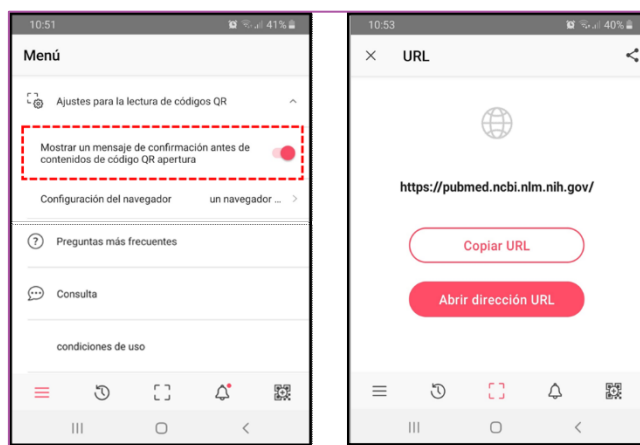 10:51
41%
Menú
Ajustes para la lectura de códigos QR
Mostrar un mensaje de confirmación antes de
contenidos de código QR apertura
Configuración del navegador un navegador ...
Preguntas más frecuentes
Consulta
condiciones de uso
10:53
40%
URL
https://pubmed.ncbi.nlm.nih.gov/
Copiar URL
Abrir dirección URL